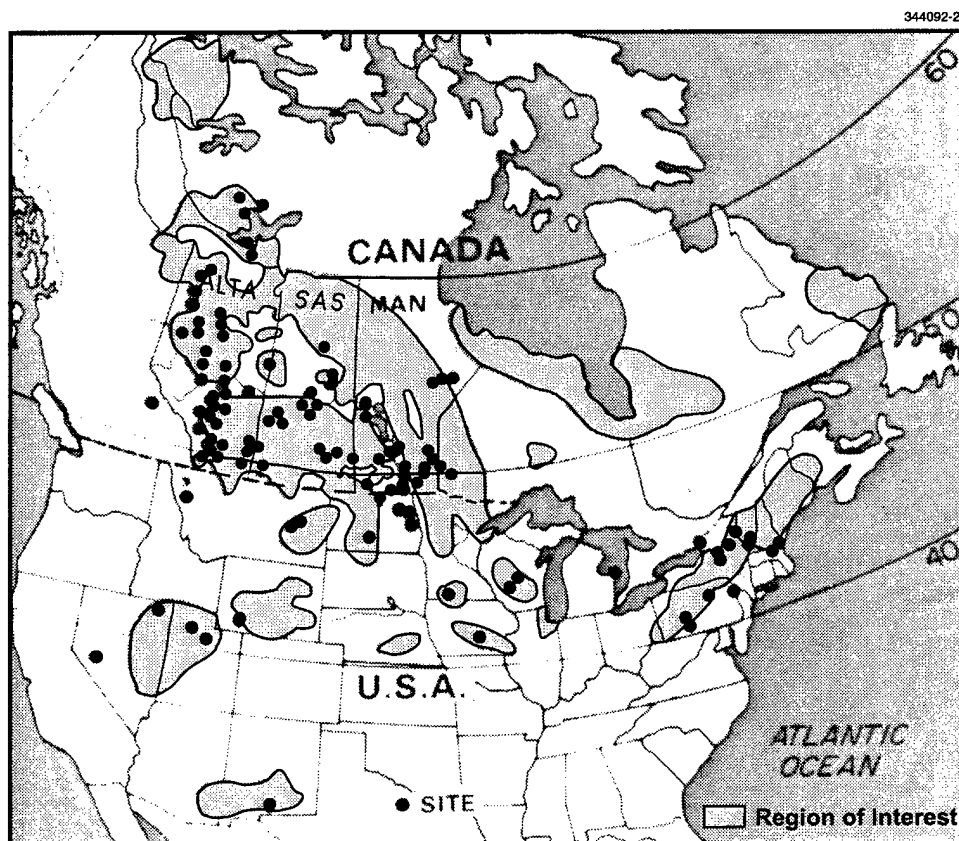 344092-2
60
CANADA
ALTA
SAS
MAN
50
40
U.S.A.
ATLANTIC
OCEAN
SITE
Region of Interest